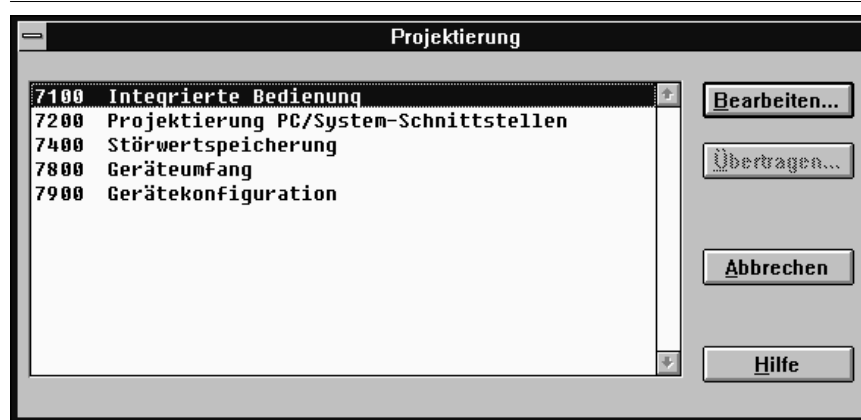 Projektierung
7100 Integrierte Bedienung
7200 Projektierung PC/System-Schnittstellen
7400 Störwertspeicherung
7800 Geräteumfang
7900 Gerätekonfiguration
Bearbeiten...
Übertragen...
Abbrechen
Hilfe